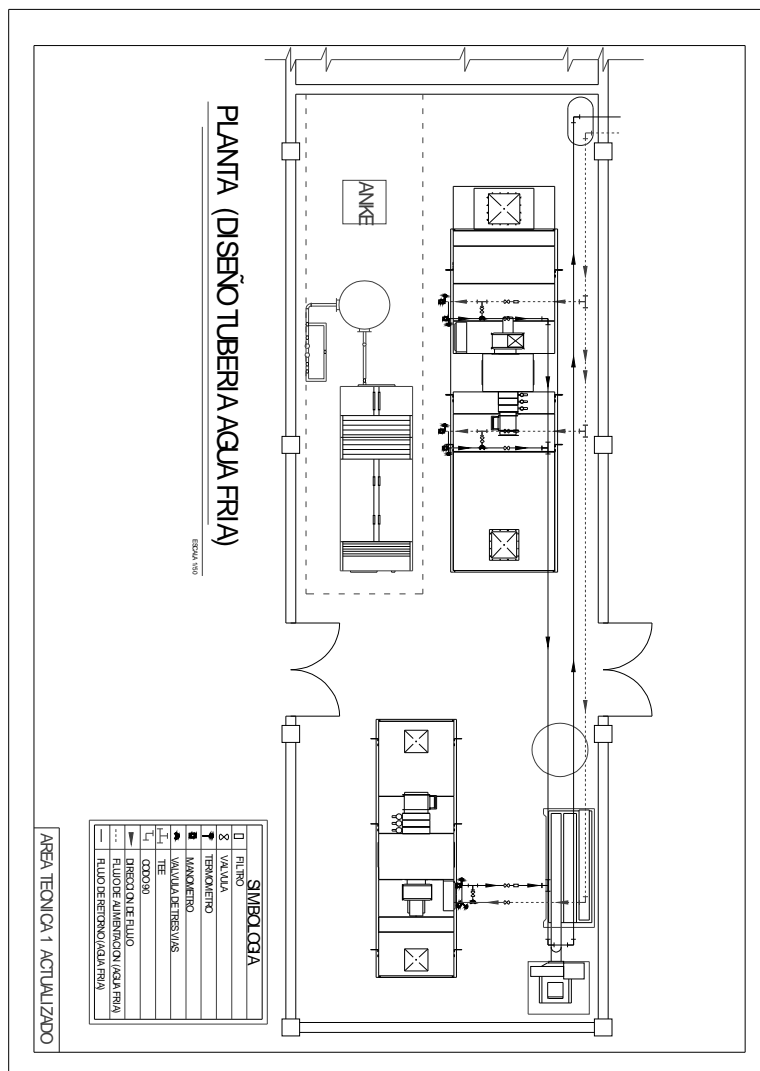 PLANTA (DISEÑO TUBERIA AGUA FRIA)
ESCALA 1/50
ANKE
SIMBOLOGIA
FILTRO
VALVULA
TERMOMETRO
MANOMETRO
VALVULA DE TRES VIAS
TEE
CODO 90
DIRECCION DE FLUJO
FLUJO DE ALIMENTACION (AGUA FRIA)
FLUJO DE RETORNO (AGUA FRIA)
AREA TECNICA 1 ACTUALIZADO